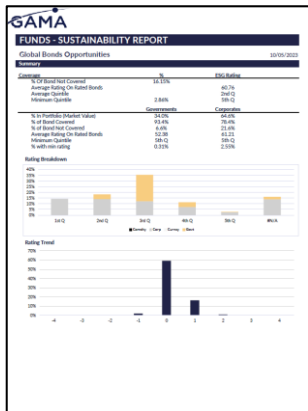 GAMA
FUNDS - SUSTAINABILITY REPORT
Global Bonds Opportunities 10/05/2023
Summary
Coverage % ESG Rating
% Of Bond Not Covered 16.15%
Average Rating On Rated Bonds 60.76
Average Quintile 2nd Q
Minimum Quintile 2.86% 5th Q
Governments Corporates
% in Portfolio (Market Value) 34.0% 64.6%
% of Bond Covered 93.4% 78.4%
% of Bond Not Covered 6.6% 21.6%
Average Rating On Rated Bonds 52.38 61.21
Minimum Quintile 5th Q 5th Q
% with min rating 0.31% 2.55%
Rating Breakdown
40%
35%
30%
25%
20%
15%
10%
5%
0%
1st Q 2nd Q 3rd Q 4th Q 5th Q #N/A
Corp Govt
Rating Trend
70%
60%
50%
40%
30%
20%
10%
0%
-4 -3 -2 -1 0 1 2 3 4